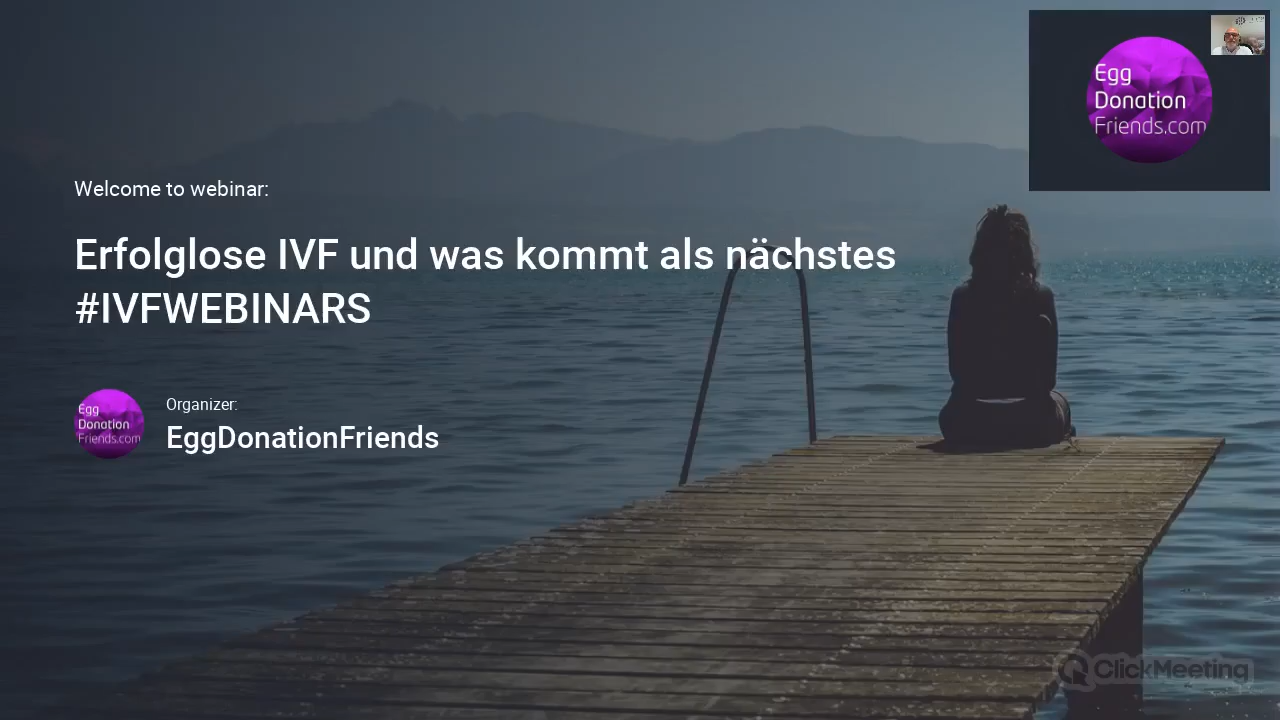 Egg
Donation
Friends.com
Welcome to webinar:
Erfolglose IVF und was kommt als nächstes
#IVFWEBINARS
Egg
Donation
Friends.com
Organizer:
EggDonationFriends
ClickMeeting